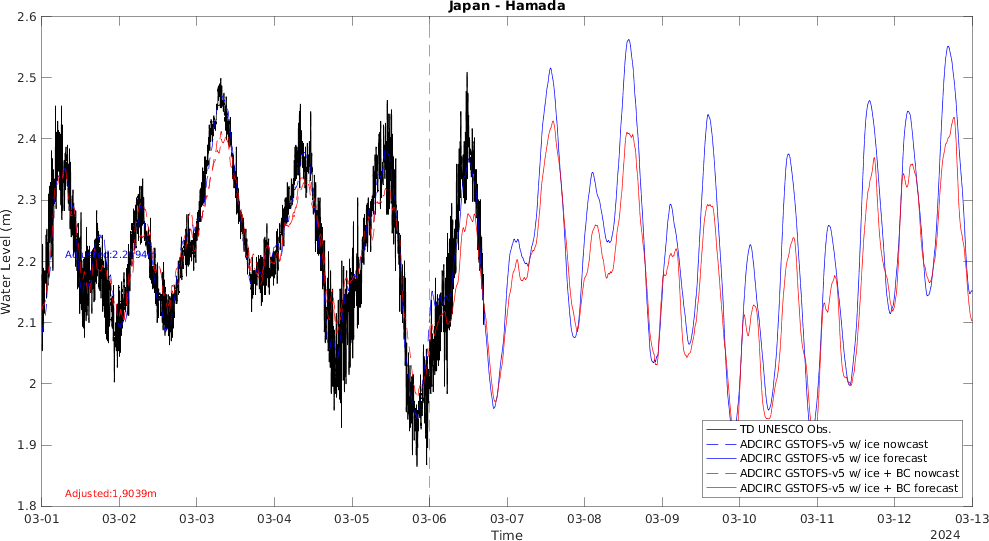 Japan - Hamada
2.6
2.5
2.4
2.3
2.2
2.1
2
1.9
1.8
Water Level (m)
Adjusted:1.9039m
TD UNESCO Obs.
ADCIRC GSTOFS-v5 w/ ice nowcast
ADCIRC GSTOFS-v5 w/ ice forecast
ADCIRC GSTOFS-v5 w/ ice + BC nowcast
ADCIRC GSTOFS-v5 w/ ice + BC forecast
03-01 03-02 03-03 03-04 03-05 03-06 03-07 03-08 03-09 03-10 03-11 03-12 03-13
Time
2024